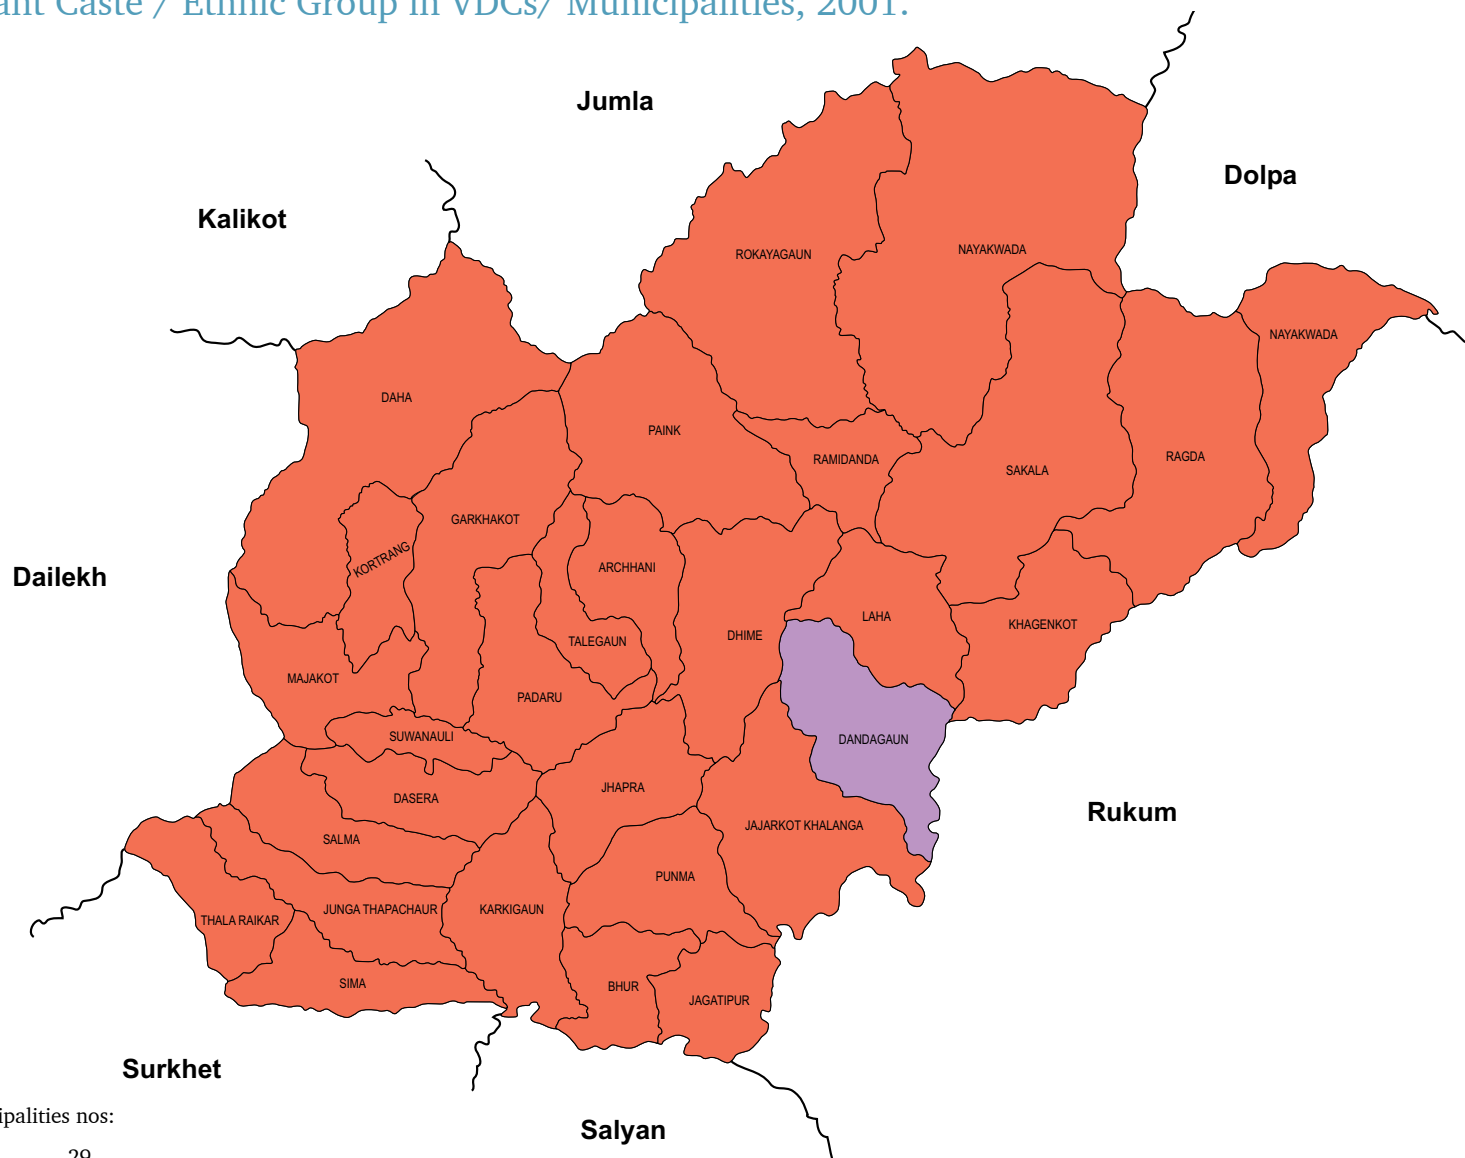 ant Caste / Ethnic Group in VDCs/ Municipalities, 2001.
Jumla
Dolpa
Kalikot
ROKAYAGAUN
NAYAKWADA
NAYAKWADA
DAHA
PAINK
RAMIDANDA
RAGDA
SAKALA
GARKHAKOT
KORTRANG
ARCHHANI
Dailekh
LAHA
KHAGENKOT
DHIME
TALEGAUN
MAJAKOT
PADARU
SUWANAULI
DANDAGAUN
JHAPRA
DASERA
Rukum
JAJARKOT KHALANGA
SALMA
PUNMA
JUNGA THAPACHAUR
KARKIGAUN
THALA RAIKAR
SIMA
BHUR
JAGATIPUR
Surkhet
ipalities nos:
Salyan
29